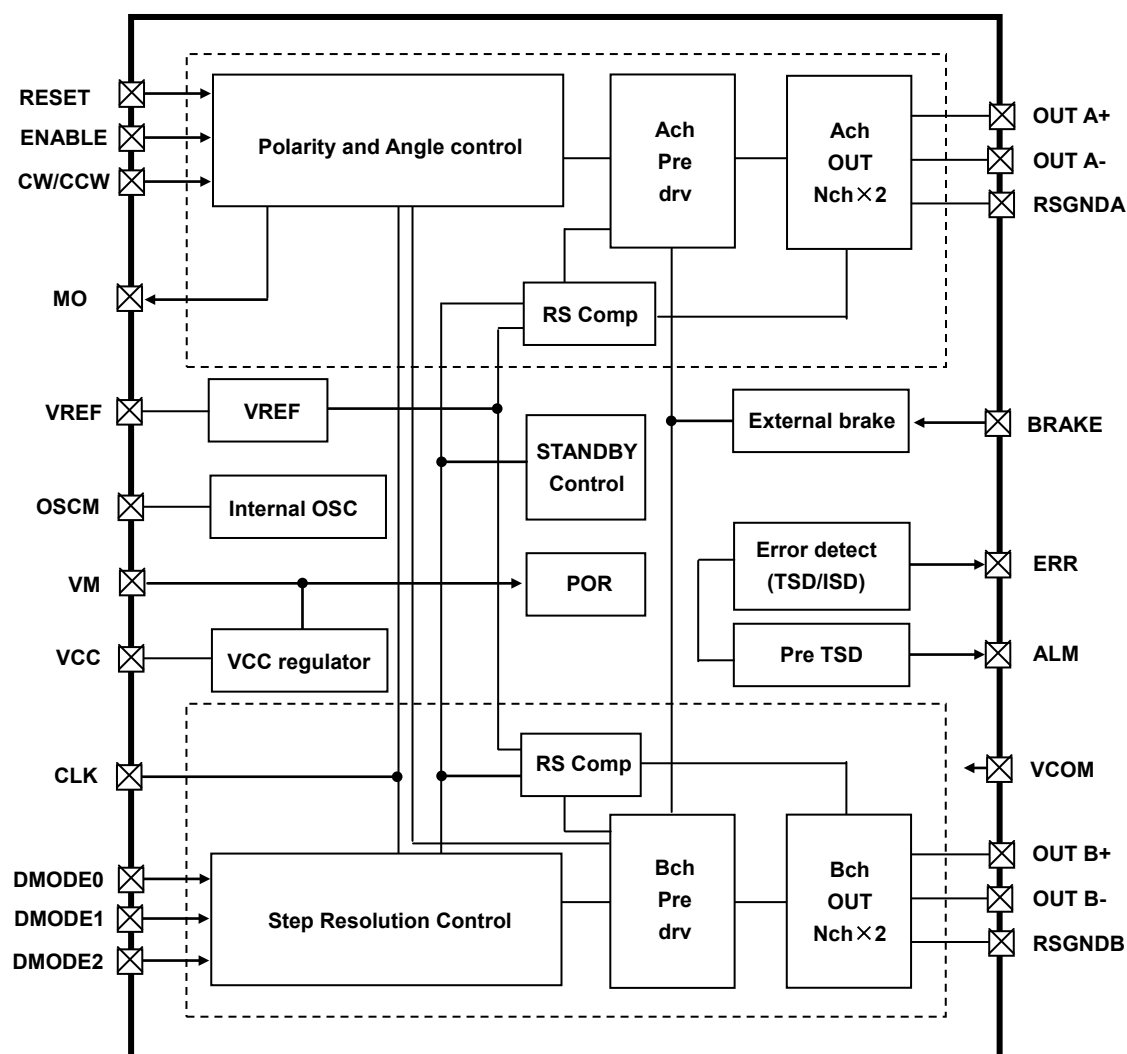 RESET
ENABLE
CW/CCW
MO
VREF
OSCM
VM
VCC
CLK
DMODE0
DMODE1
DMODE2
Polarity and Angle control
Ach
Pre
drv
Ach
OUT
Nch×2
RS Comp
VREF
STANDBY
Control
External brake
Internal OSC
Error detect
(TSD/ISD)
POR
VCC regulator
Pre TSD
RS Comp
Step Resolution Control
Bch
Pre
drv
Bch
OUT
Nch×2
OUT A+
OUT A-
RSGNDA
BRAKE
ERR
ALM
VCOM
OUT B+
OUT B-
RSGNDB